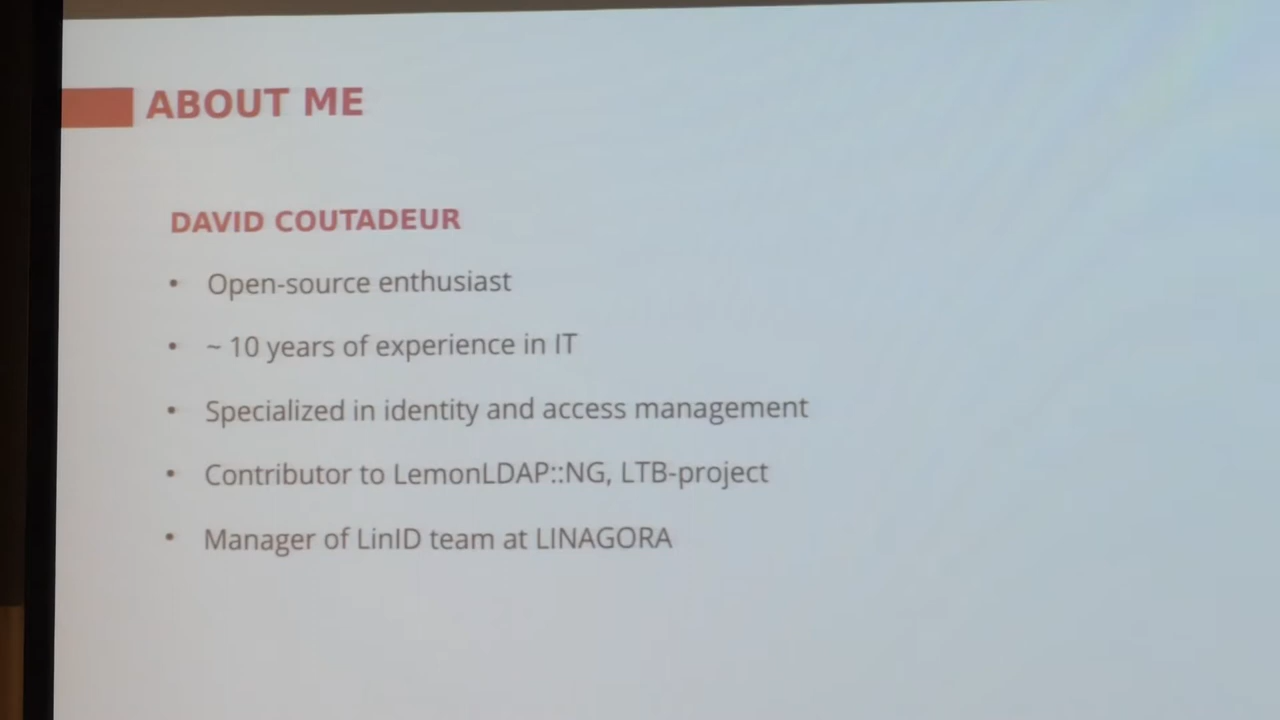 ABOUT ME
DAVID COUTADEUR
• Open-source enthusiast
• ~ 10 years of experience in IT
• Specialized in identity and access management
• Contributor to LemonLDAP::NG, LTB-project
• Manager of LinID team at LINAGORA